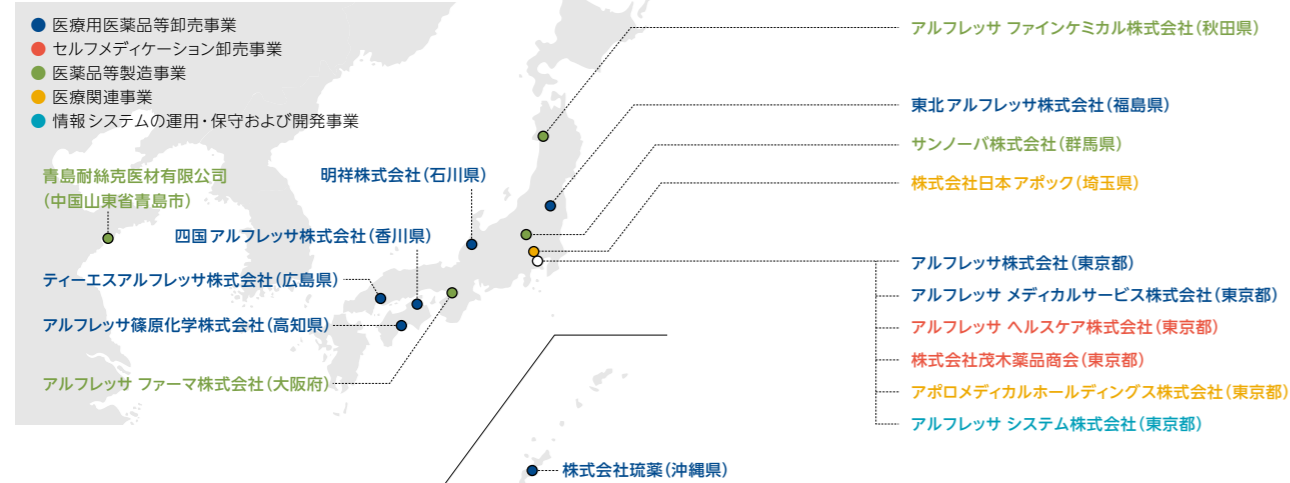 医療用医薬品等卸売事業
セルフメディケーション卸売事業
医薬品等製造事業
医療関連事業
情報システムの運用・保守および開発事業
青島耐絲克医材有限公司
（中国山東省青島市）
明祥株式会社（石川県）
四国アルフレッサ株式会社（香川県）
ティーエスアルフレッサ株式会社（広島県）
アルフレッサ篠原化学株式会社（高知県）
アルフレッサ ファーマ株式会社（大阪府）
アルフレッサ ファインケミカル株式会社（秋田県）
東北アルフレッサ株式会社（福島県）
サンノーバ株式会社（群馬県）
株式会社日本アポック（埼玉県）
アルフレッサ株式会社（東京都）
アルフレッサ メディカルサービス株式会社（東京都）
アルフレッサ ヘルスケア株式会社（東京都）
株式会社茂木薬品商会（東京都）
アポロメディカルホールディングス株式会社（東京都）
アルフレッサ システム株式会社（東京都）
株式会社琉薬（沖縄県）